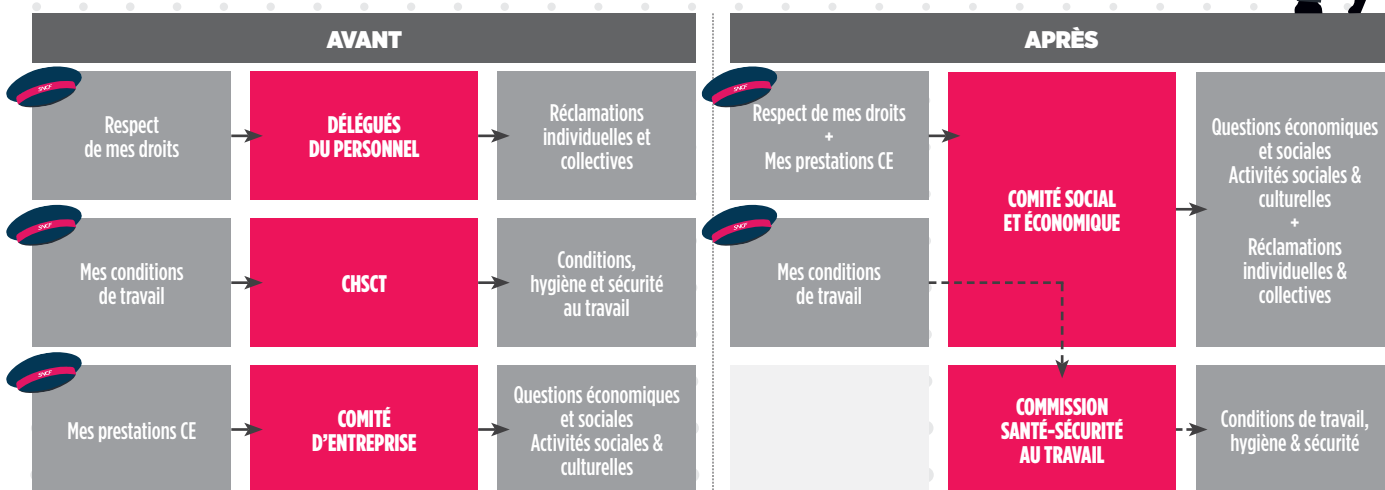 AVANT
SNCF
Respect
de mes droits
DÉLÉGUÉS
DU PERSONNEL
Réclamations
individuelles et
collectives
SNCF
Mes conditions
de travail
CHSCT
Conditions,
hygiène et sécurité
au travail
SNCF
Mes prestations CE
COMITÉ
D’ENTREPRISE
Questions économiques
et sociales
Activités sociales &
culturelles
APRÈS
SNCF
Respect de mes droits
+
Mes prestations CE
SNCF
Mes conditions
de travail
COMITÉ SOCIAL
ET ÉCONOMIQUE
Questions économiques
et sociales
Activités sociales &
culturelles
+
Réclamations
individuelles &
collectives
COMMISSION
SANTÉ-SÉCURITÉ
AU TRAVAIL
Conditions de travail,
hygiène & sécurité